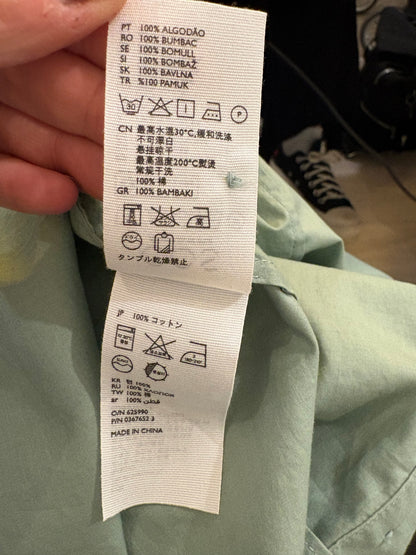 PT 100% ALGODÃO
RO 100% BUMBAC
SE 100% BOMULL
SI 100% BOMBAŽ
SK 100% BAVLNA
TR %100 PAMUK
30
P
CN 最高水温30°C,缓和洗涤
不可漂白
悬挂晾干
最高温度200°C熨烫
常规干洗
100% 棉
GR 100% BAMBAKI
高
タンブル乾燥禁止
JP 100% コットン
KR 면 100%
TW 100% 棉
O/N 625990
P/N 0367652 3
MADE IN CHINA